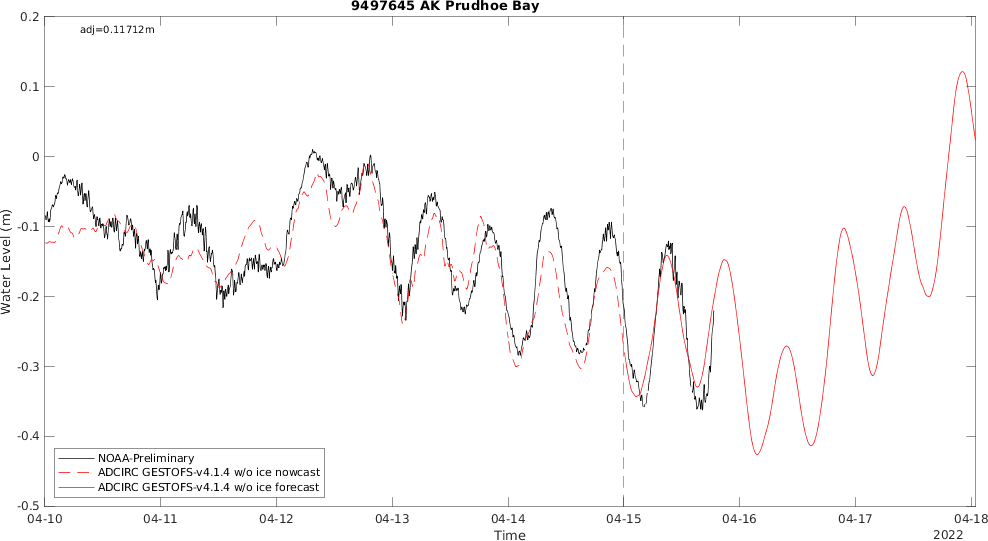 9497645 AK Prudhoe Bay
adj=0.11712m
0.2
0.1
0
-0.1
-0.2
-0.3
-0.4
-0.5
Water Level (m)
NOAA-Preliminary
ADCIRC GESTOFS-v4.1.4 w/o ice nowcast
ADCIRC GESTOFS-v4.1.4 w/o ice forecast
04-10 04-11 04-12 04-13 04-14 04-15 04-16 04-17 04-18
Time
2022